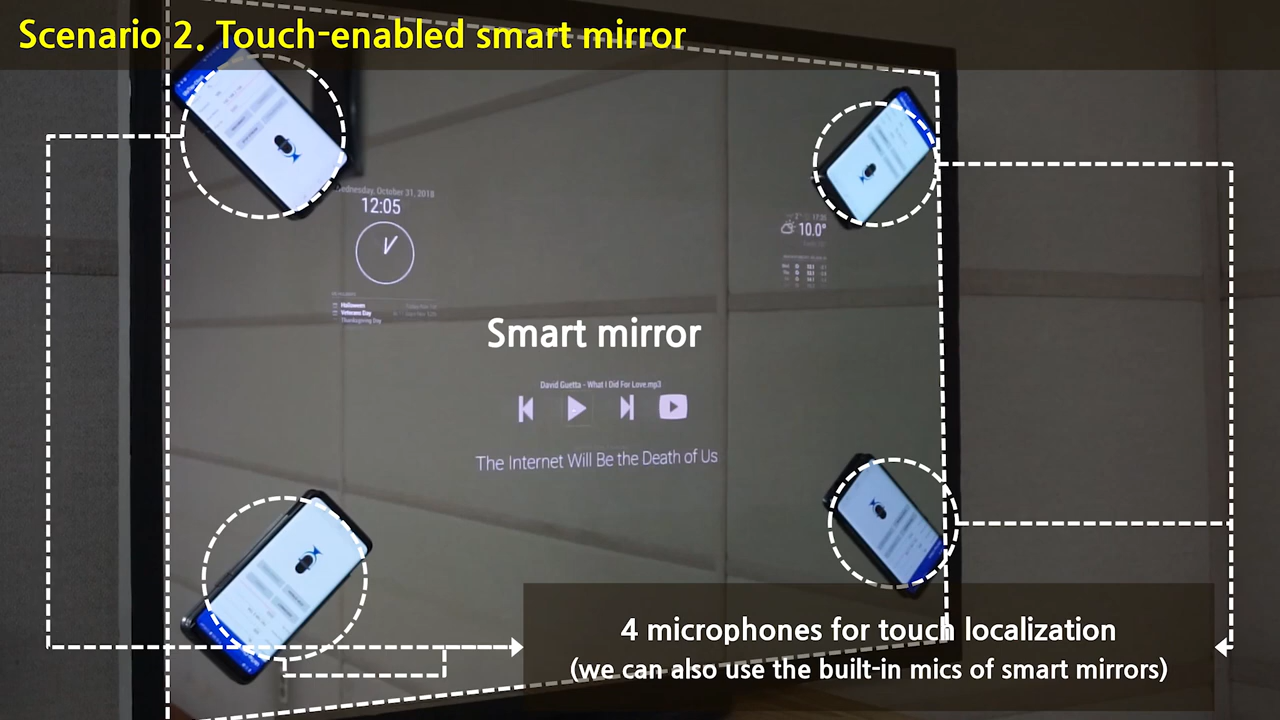 Scenario 2. Touch-enabled smart mirror
Wednesday, October 31, 2018
12:05
10.0°
Halloween
Veterans Day
Thanksgiving Day
Smart mirror
David Guetta - What I Did For Love.mp3
The Internet Will Be the Death of Us
4 microphones for touch localization
(we can also use the built-in mics of smart mirrors)